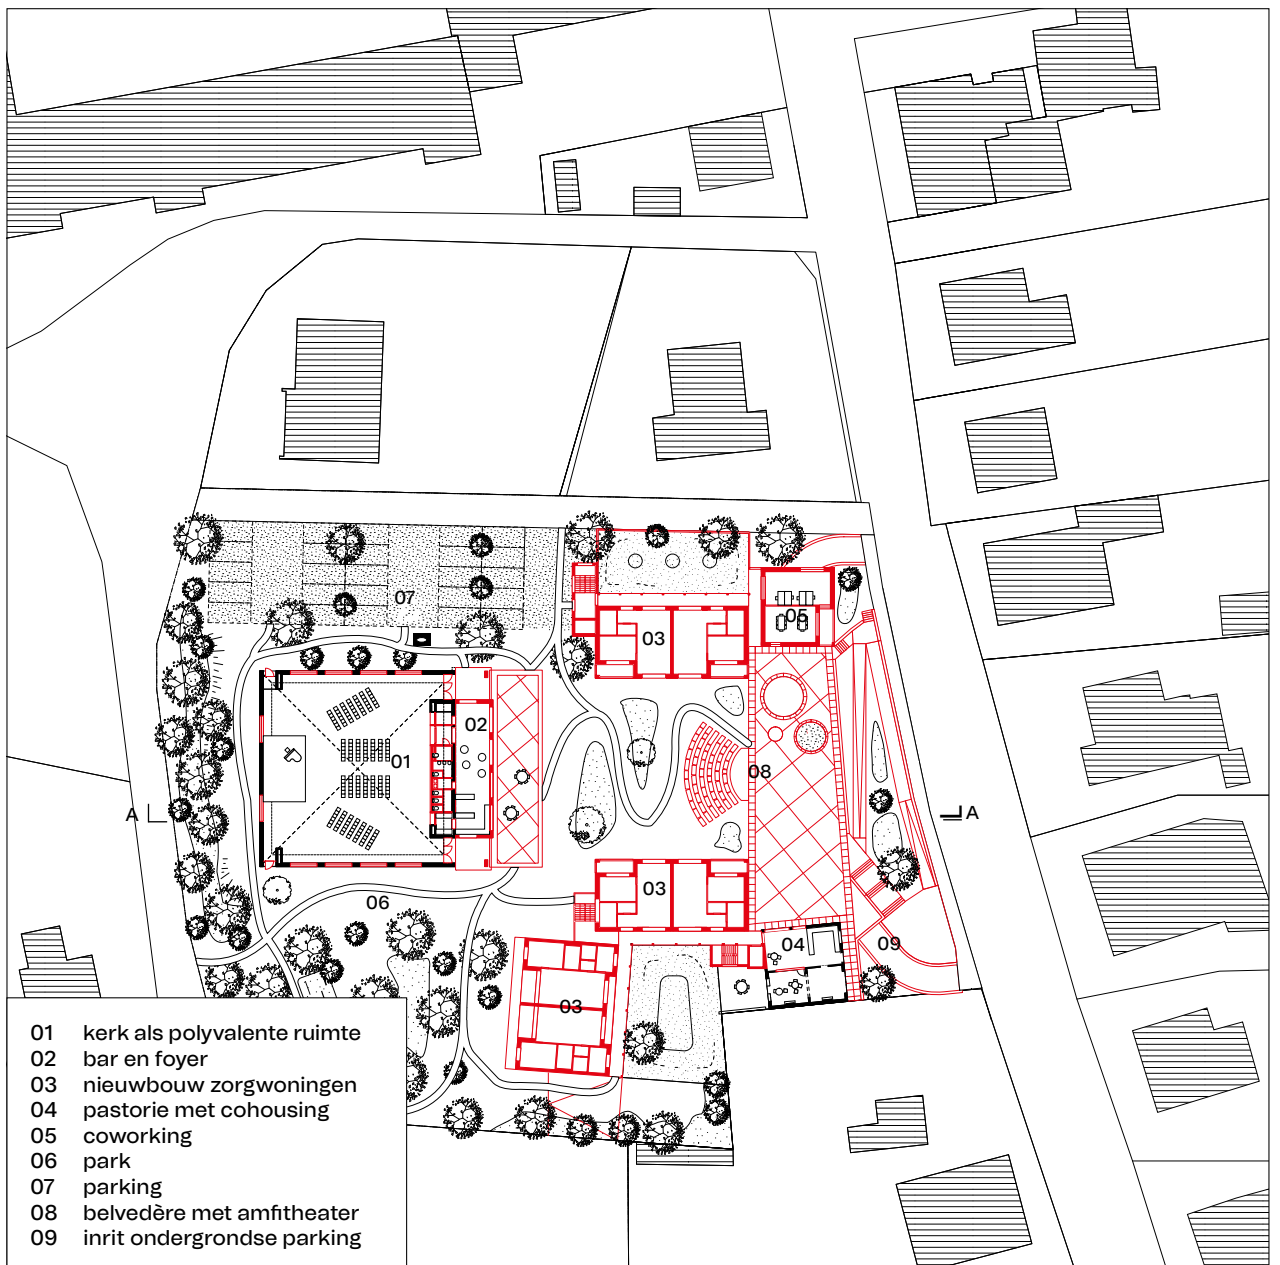 05
07
03
02
01
08
A
A
03
06
04
09
03
01 kerk als polyvalente ruimte
02 bar en foyer
03 nieuwbouw zorgwoningen
04 pastorie met cohousing
05 coworking
06 park
07 parking
08 belvedère met amfitheater
09 inrit ondergrondse parking